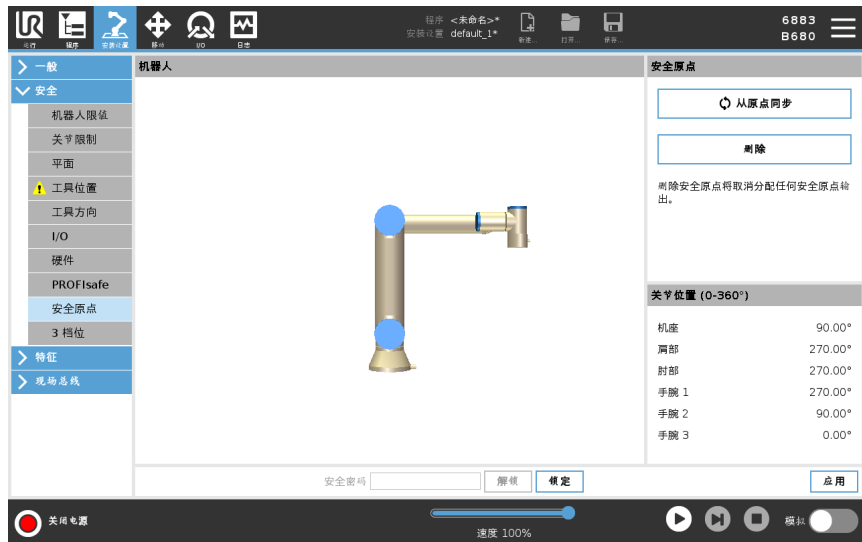 程序 <未命名>*
安装设置 default_1*
新建...
打开...
保存...
6883
B680
运行 程序 安装设置 移动 I/O 日志
一般
安全
机器人限值
关节限制
平面
工具位置
工具方向
I/O
硬件
PROFIsafe
安全原点
3 档位
特征
现场总线
机器人
安全原点
从原点同步
删除
删除安全原点将取消分配任何安全原点输
出。
关节位置 (0-360°)
机座 90.00°
肩部 270.00°
肘部 270.00°
手腕 1 270.00°
手腕 2 90.00°
手腕 3 0.00°
安全密码 解锁 锁定 应用
关闭电源
速度 100%
模拟